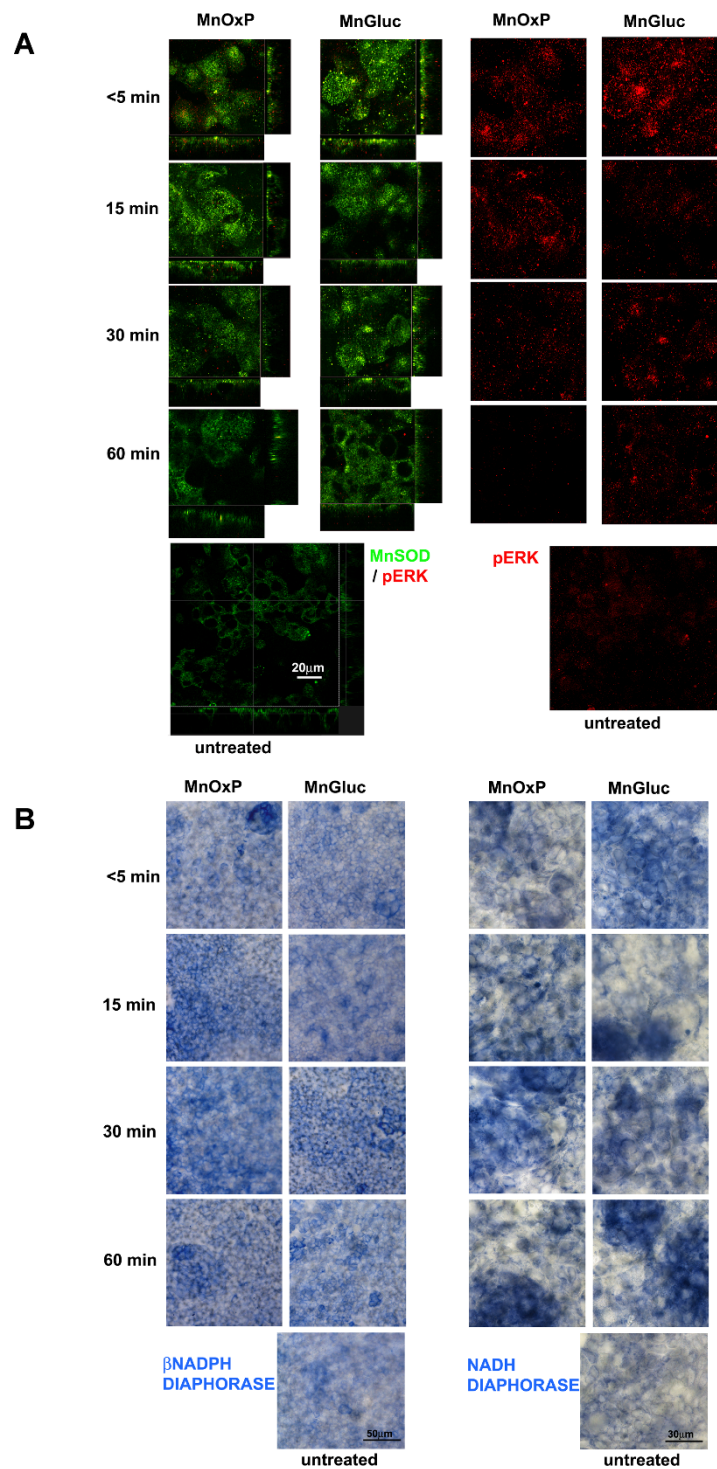 MnOxP MnGluc MnOxP MnGluc
A
<5 min
15 min
30 min
60 min
MnSOD pERK
/ pERK
20μm
untreated untreated
MnOxP MnGluc MnOxP MnGluc
B
<5 min
15 min
30 min
60 min
βNADPH NADH
DIAPHORASE DIAPHORASE
50μm 30μm
untreated untreated